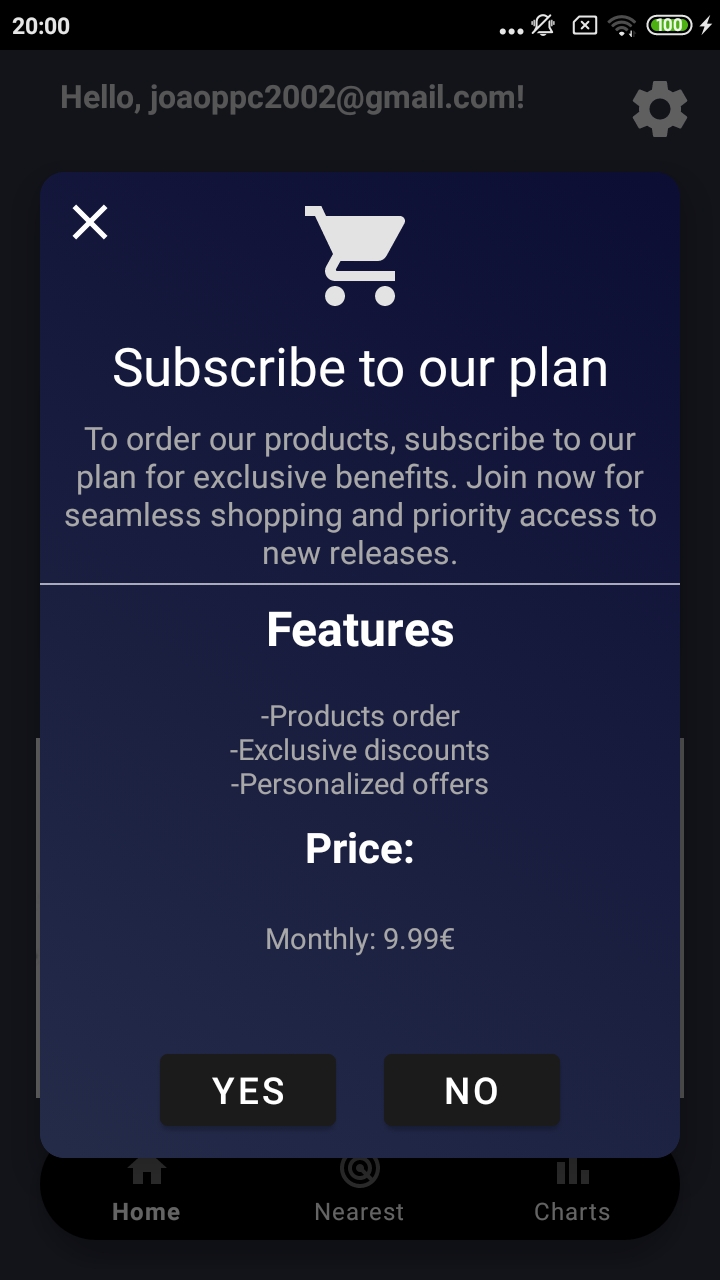 20:00
100
Hello, joaoppc2002@gmail.com!
Subscribe to our plan
To order our products, subscribe to our
plan for exclusive benefits. Join now for
seamless shopping and priority access to
new releases.
Features
-Products order
-Exclusive discounts
-Personalized offers
Price:
Monthly: 9.99€
YES NO
Home Nearest Charts